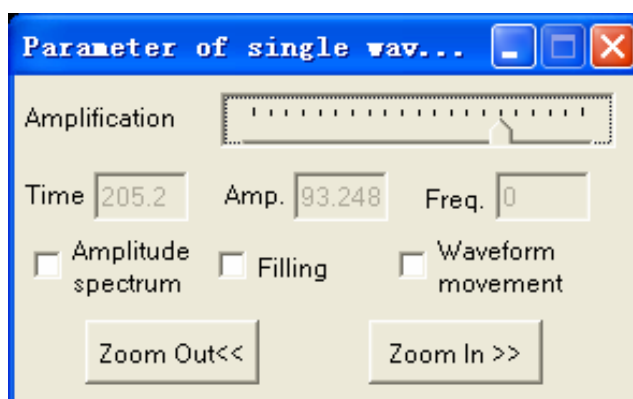 Parameter of single wav...
Amplification
Time 205.2 Amp. 93.248 Freq. 0
Amplitude spectrum Filling Waveform movement
Zoom Out<< Zoom In >>